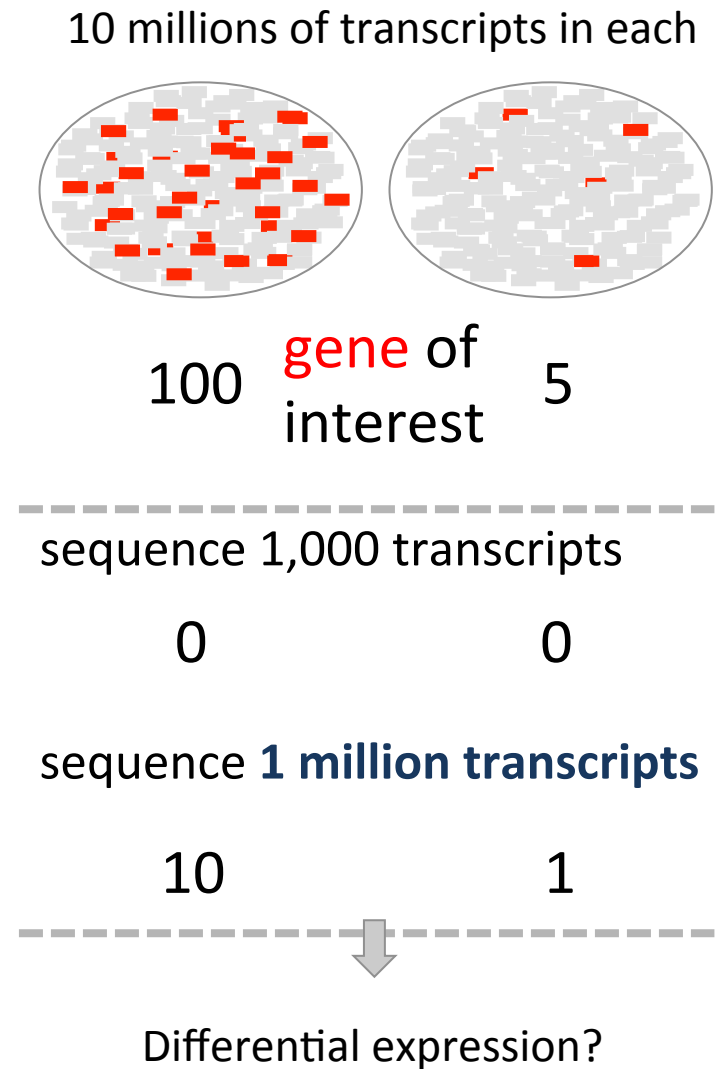 10 millions of transcripts in each
100 gene of 5
interest
sequence 1,000 transcripts
0 0
sequence 1 million transcripts
10 1
Differential expression?